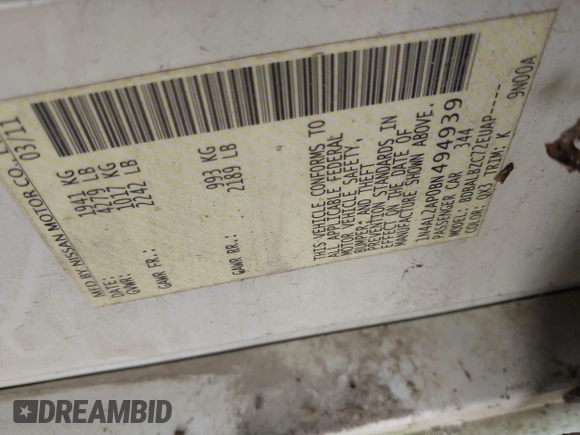 MFD BY NISSAN MOTOR CO.,
DATE: 03/11
GVWR: 1941 KG
4279 LB
GAWR FR.: 1017 KG
2242 LB
GAWR RR.: 993 KG
2189 LB
THIS VEHICLE CONFORMS TO
ALL APPLICABLE FEDERAL
MOTOR VEHICLE SAFETY,
BUMPER, AND THEFT
PREVENTION STANDARDS IN
EFFECT ON THE DATE OF
MANUFACTURE SHOWN ABOVE.
1N4AL2AP0BN494939
PASSENGER CAR 344
MODEL: BDBALBZC72EUAP----
COLOR: QX3 TRIM: K 9N00A
DREAMBID